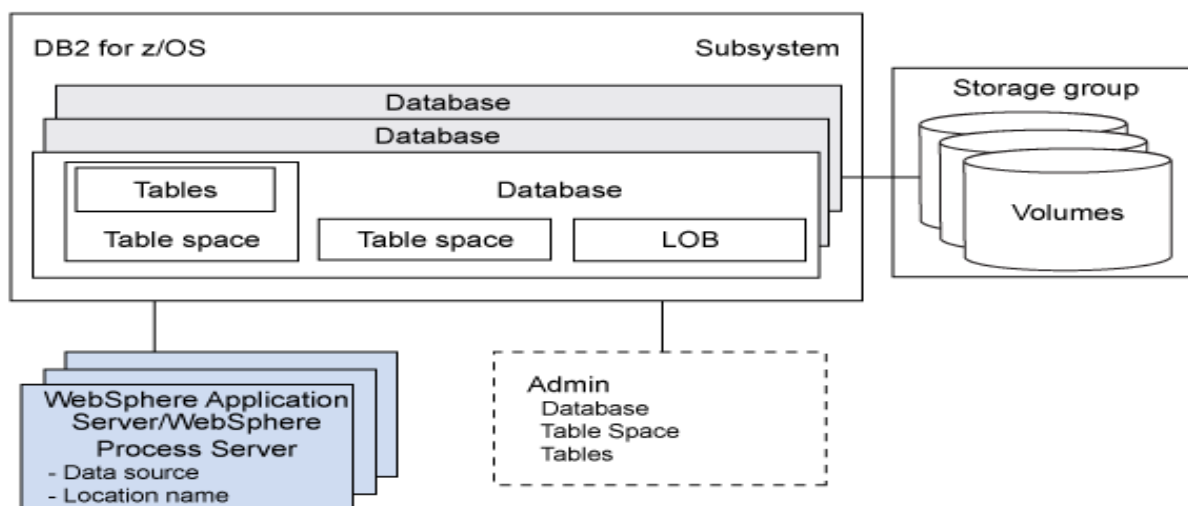 DB2 for z/OS
Subsystem
Storage group
Database
Database
Tables
Database
Volumes
Table space
Table space
LOB
WebSphere Application
Server/WebSphere
Process Server
- Data source
- Location name
Admin
Database
Table Space
Tables